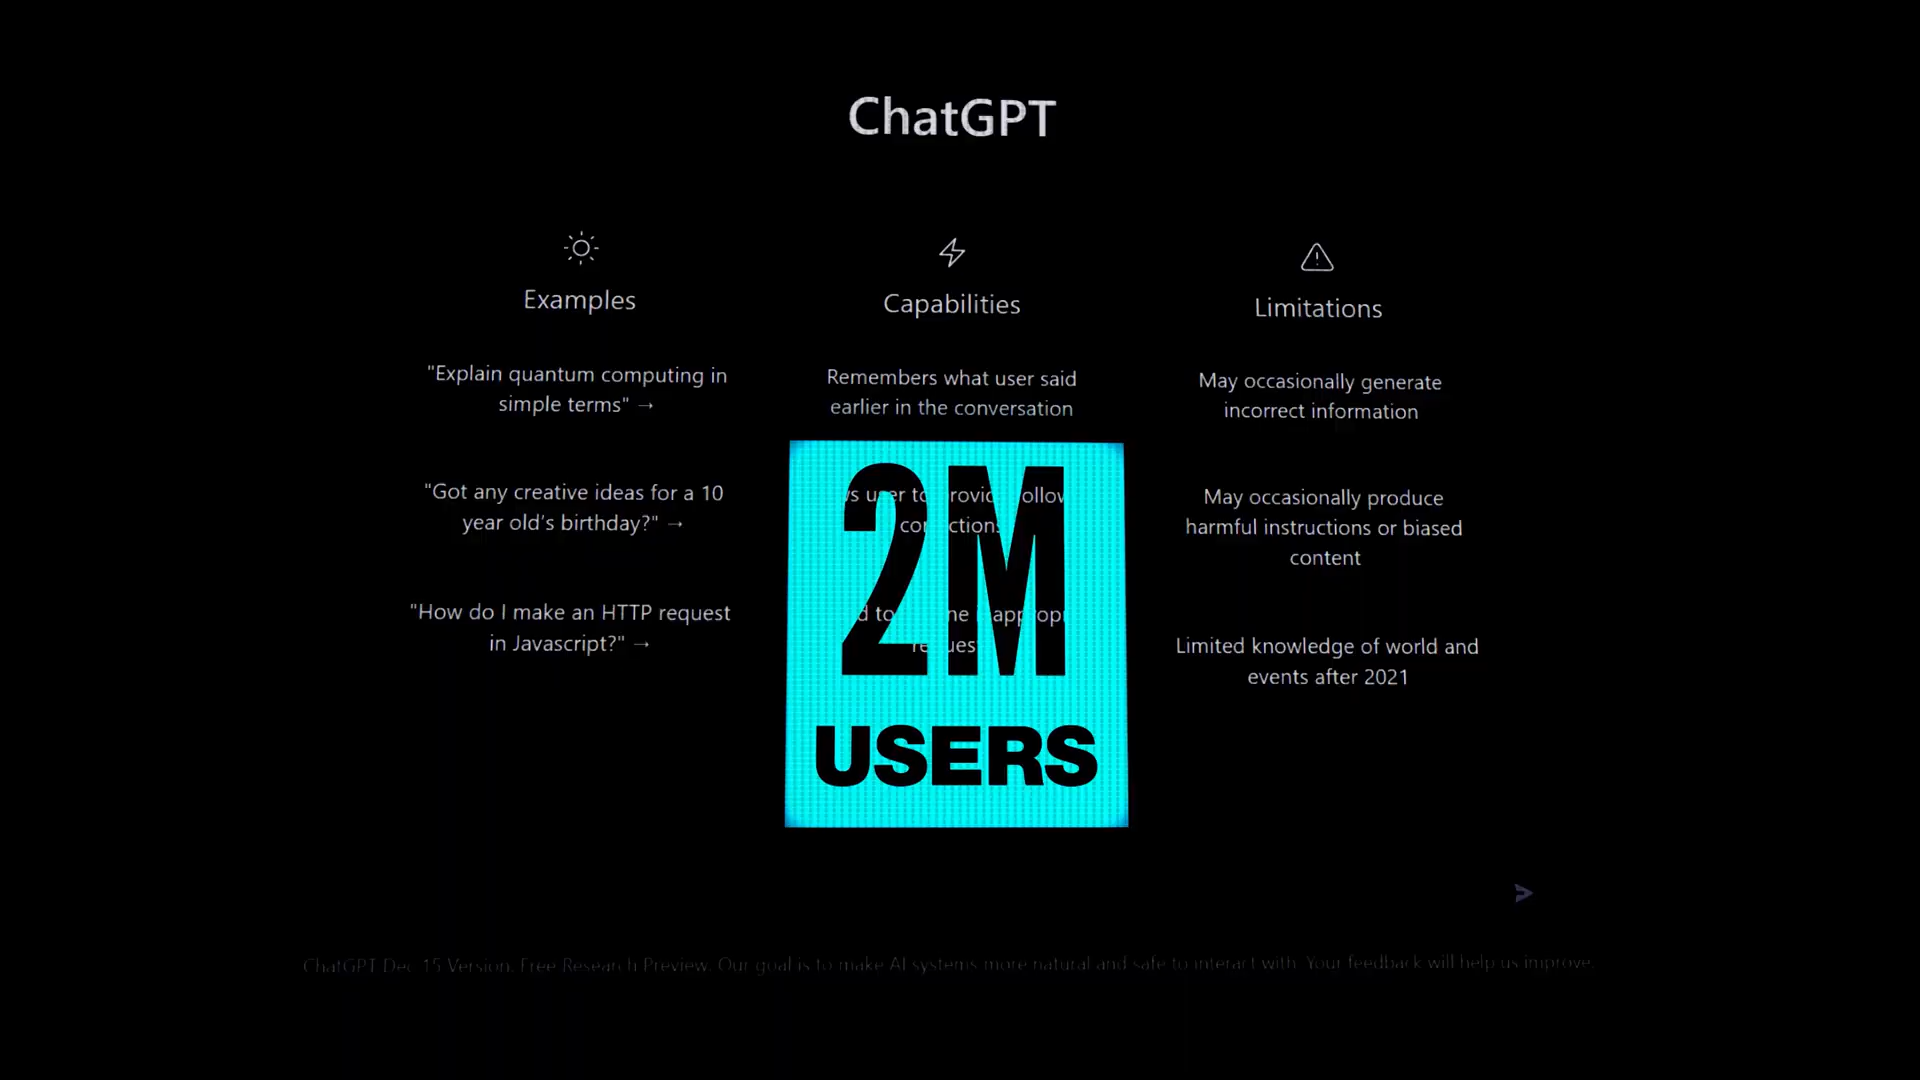 ChatGPT
Examples
"Explain quantum computing in
simple terms" →
"Got any creative ideas for a 10
year old's birthday?" →
"How do I make an HTTP request
in Javascript?" →
Capabilities
Remembers what user said
earlier in the conversation
user to
2M
USERS
Limitations
May occasionally generate
incorrect information
May occasionally produce
harmful instructions or biased
content
Limited knowledge of world and
events after 2021
ChatGPT Dec 15 Version. Free Research Preview. Our goal is to make AI systems more natural and safe to interact with. Your feedback will help us improve.